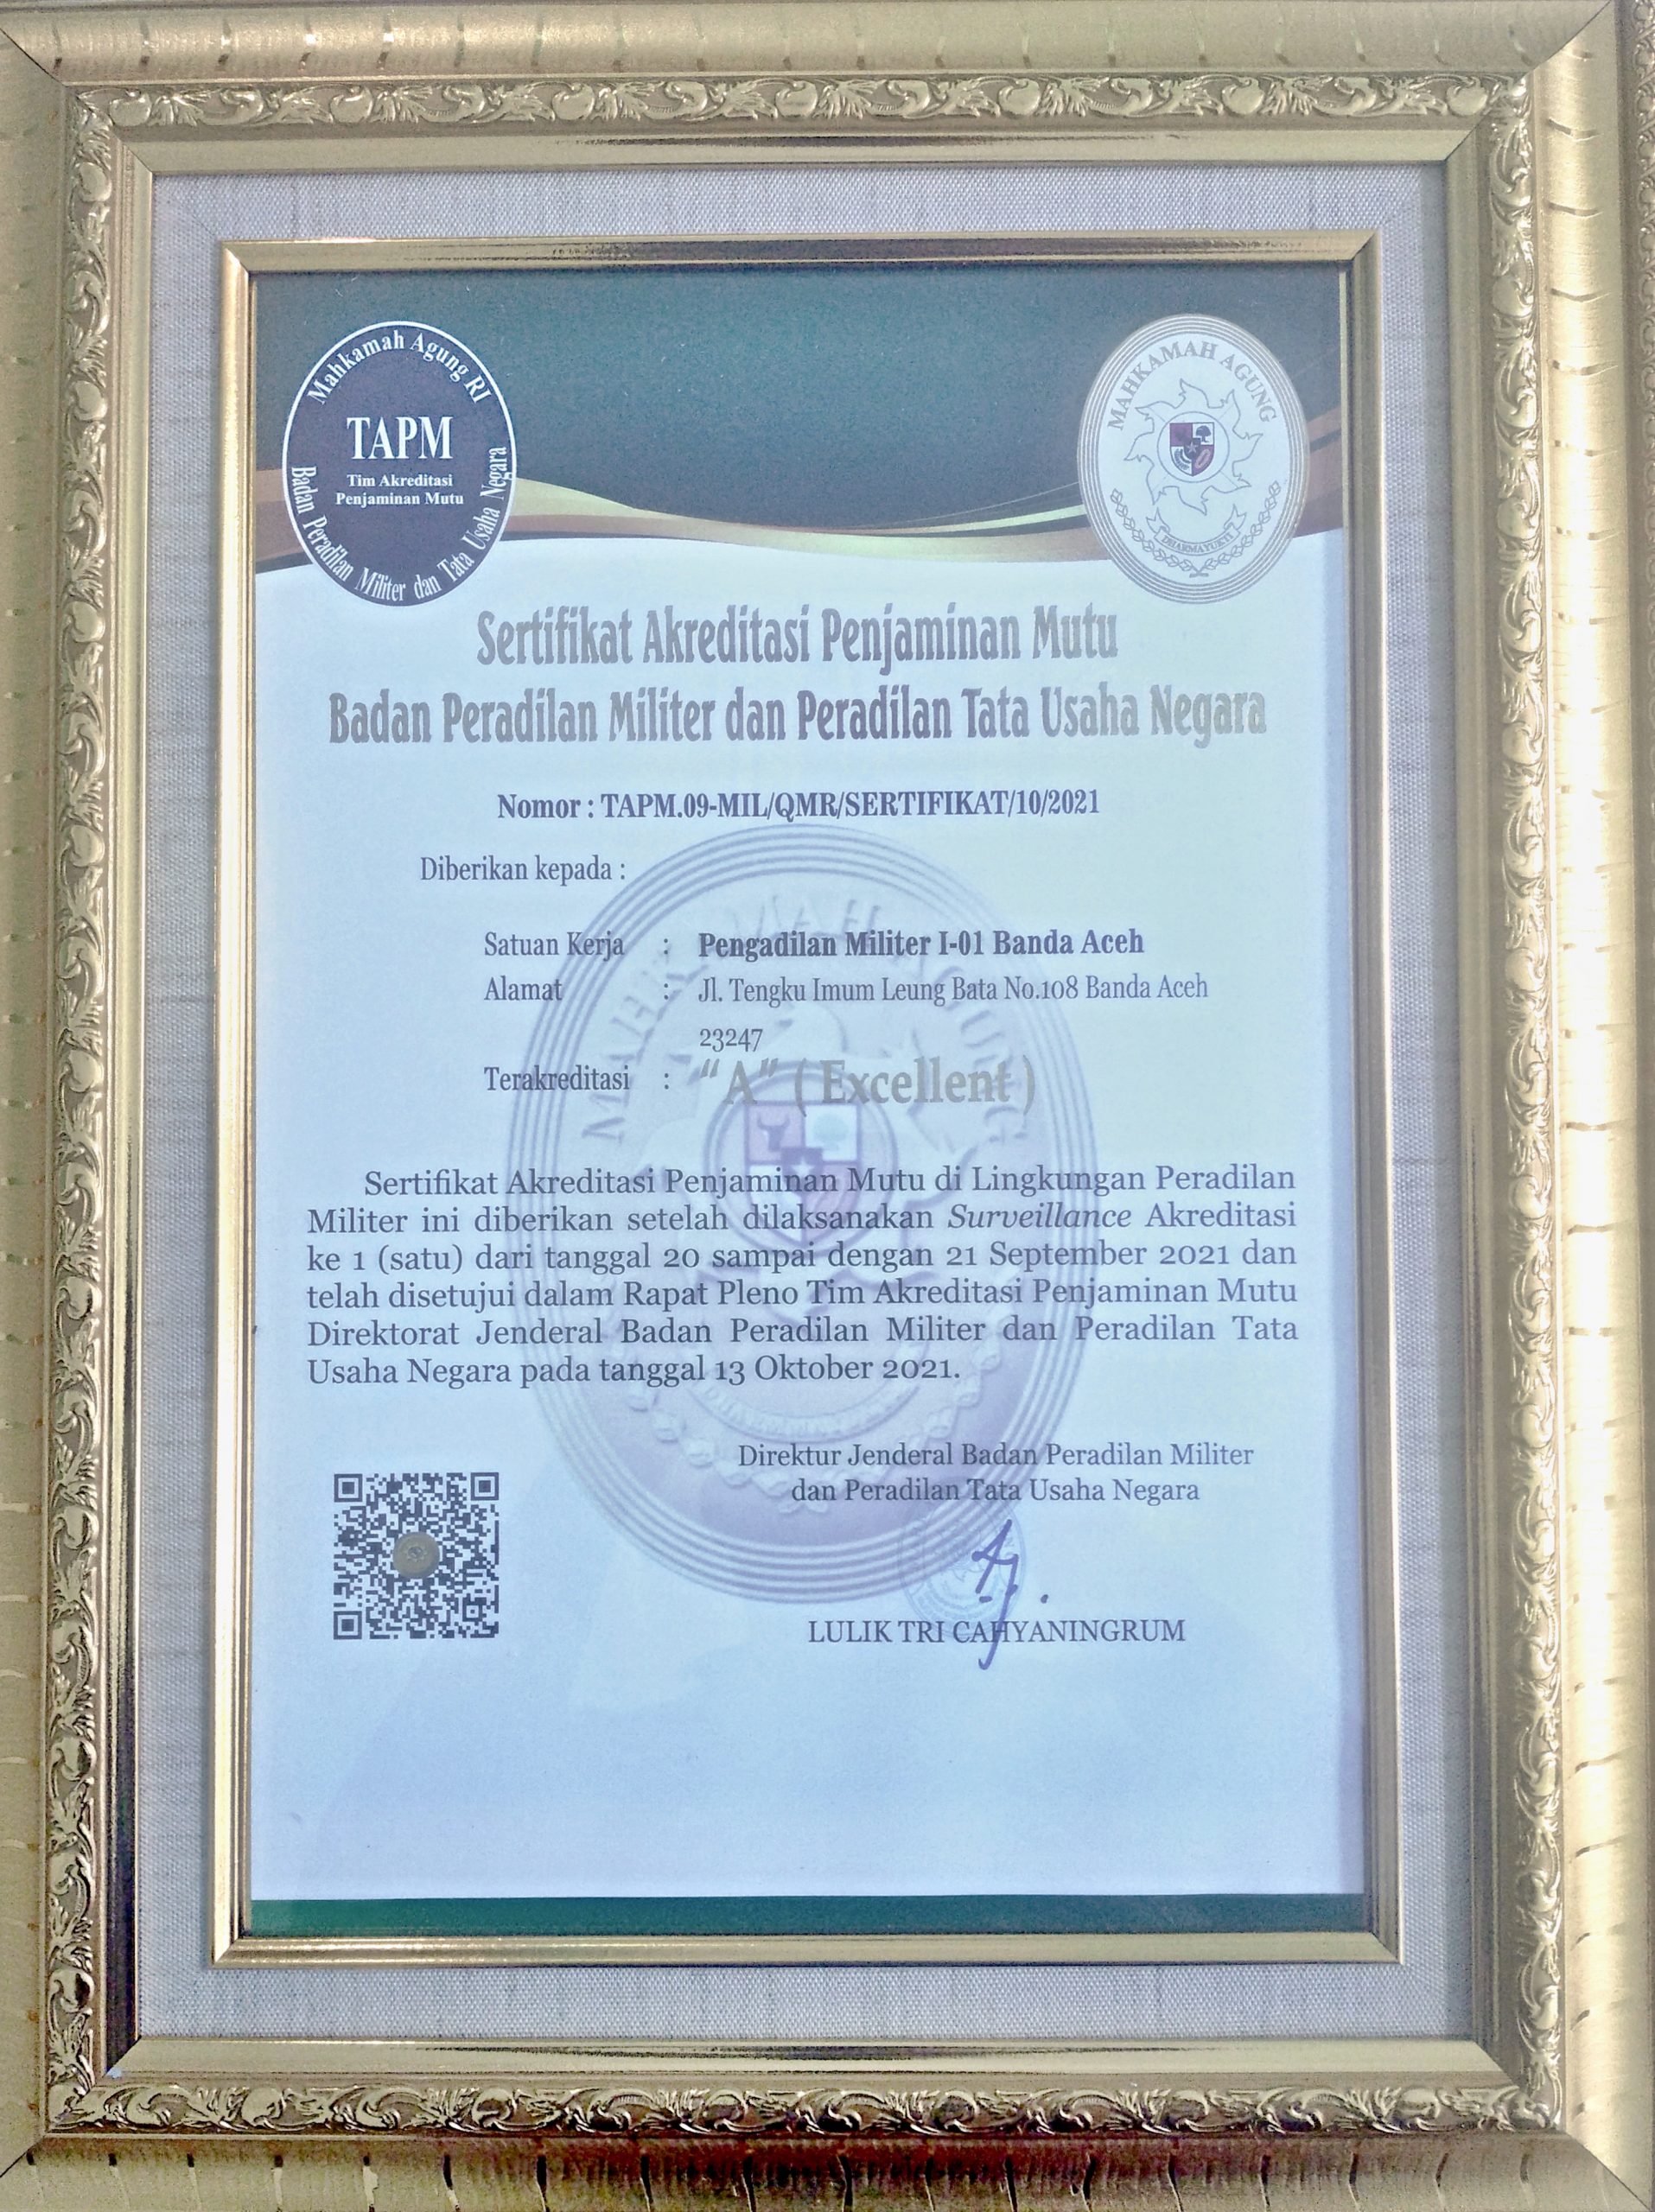 Mahkamah Agung RI
TAPM
Tim Akreditasi
Penjaminan Mutu
Badan Peradilan Militer dan Tata Usaha Negara
MAHKAMAH AGUNG
DHARMAYUKTI
Sertifikat Akreditasi Penjaminan Mutu
Badan Peradilan Militer dan Peradilan Tata Usaha Negara
Nomor : TAPM.09-MIL/QMR/SERTIFIKAT/10/2021
Diberikan kepada :
Satuan Kerja : Pengadilan Militer I-01 Banda Aceh
Alamat : Jl. Tengku Imum Leung Bata No.108 Banda Aceh
23247
Terakreditasi : “A” ( Excellent )
Sertifikat Akreditasi Penjaminan Mutu di Lingkungan Peradilan
Militer ini diberikan setelah dilaksanakan Surveillance Akreditasi
ke 1 (satu) dari tanggal 20 sampai dengan 21 September 2021 dan
telah disetujui dalam Rapat Pleno Tim Akreditasi Penjaminan Mutu
Direktorat Jenderal Badan Peradilan Militer dan Peradilan Tata
Usaha Negara pada tanggal 13 Oktober 2021.
Direktur Jenderal Badan Peradilan Militer
dan Peradilan Tata Usaha Negara
LULIK TRI CAHYANINGRUM
MAHKAMAH AGUNG